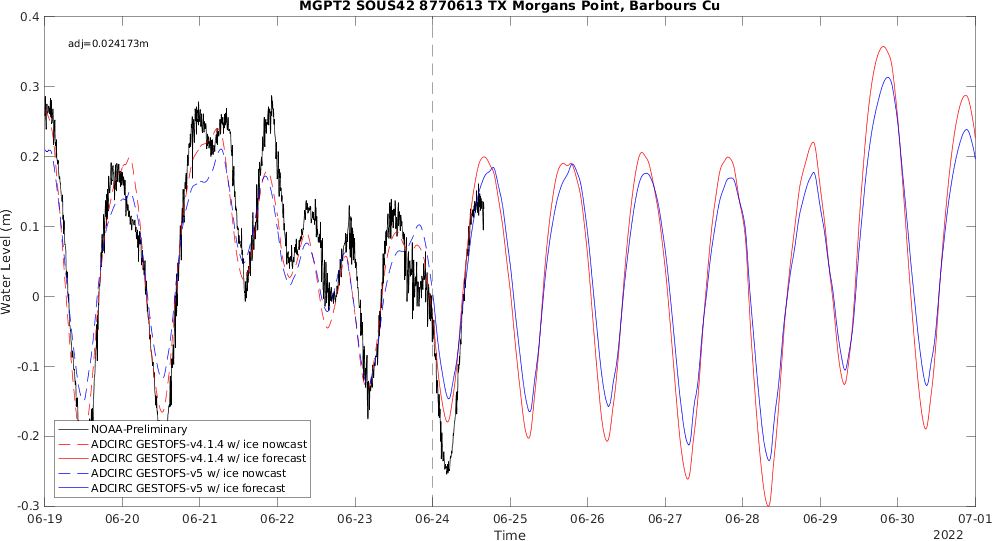 MGPT2 SOUS42 8770613 TX Morgans Point, Barbours Cu
adj=0.024173m
Water Level (m)
0.4
0.3
0.2
0.1
0
-0.1
-0.2
-0.3
NOAA-Preliminary
ADCIRC GESTOFS-v4.1.4 w/ ice nowcast
ADCIRC GESTOFS-v4.1.4 w/ ice forecast
ADCIRC GESTOFS-v5 w/ ice nowcast
ADCIRC GESTOFS-v5 w/ ice forecast
06-19 06-20 06-21 06-22 06-23 06-24 06-25 06-26 06-27 06-28 06-29 06-30 07-01
Time
2022